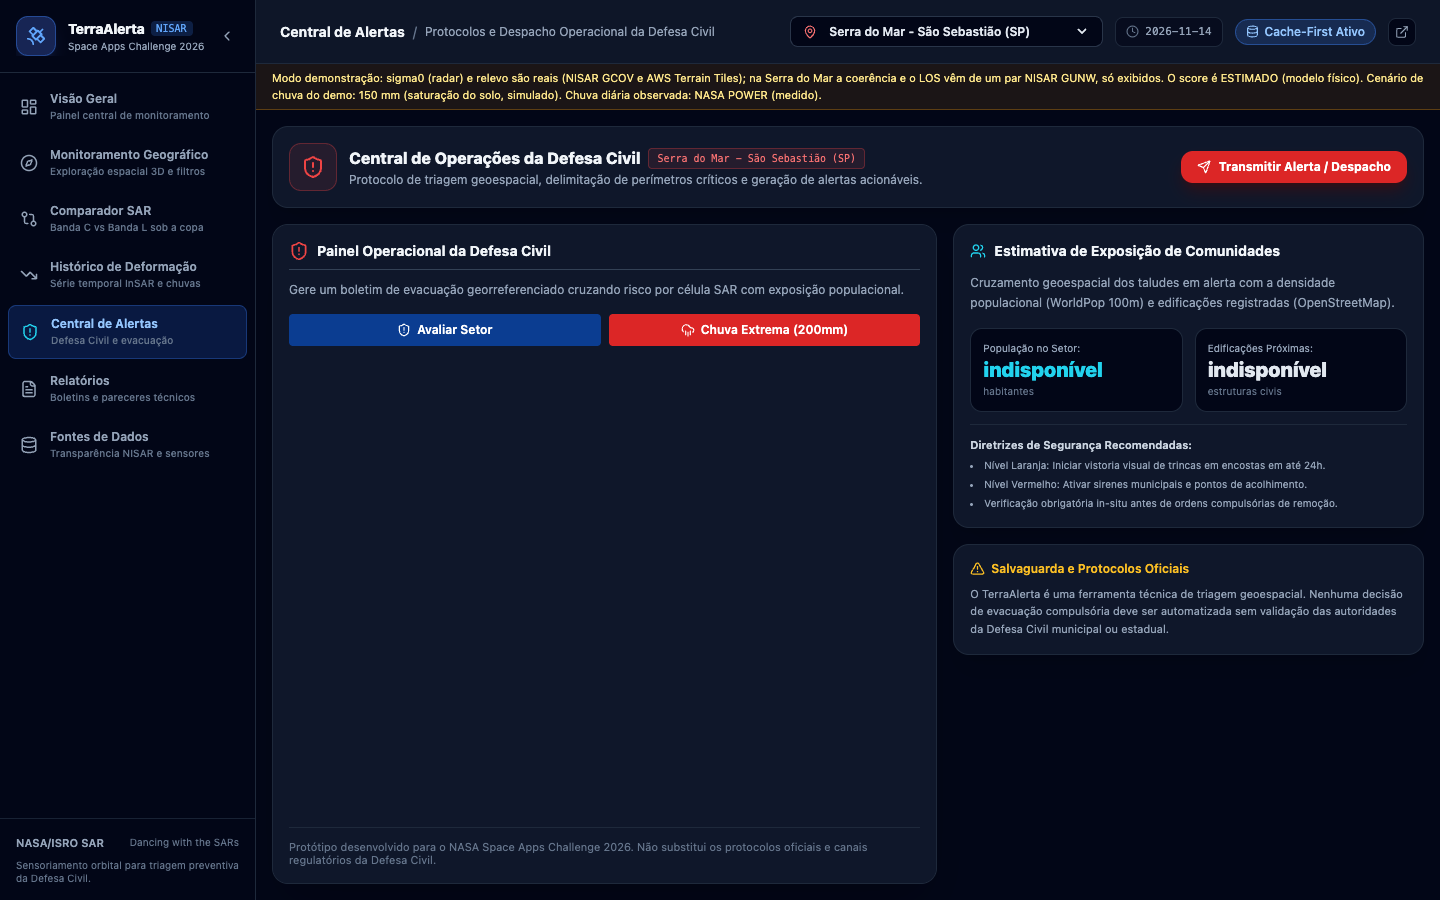 TerraAlerta NISAR
Space Apps Challenge 2026
Visão Geral
Painel central de monitoramento
Monitoramento Geográfico
Exploração espacial 3D e filtros
Comparador SAR
Banda C vs Banda L sob a copa
Histórico de Deformação
Série temporal InSAR e chuvas
Central de Alertas
Defesa Civil e evacuação
Relatórios
Boletins e pareceres técnicos
Fontes de Dados
Transparência NISAR e sensores
NASA/ISRO SAR Dancing with the SARs
Sensoriamento orbital para triagem preventiva
da Defesa Civil.
Central de Alertas / Protocolos e Despacho Operacional da Defesa Civil
Serra do Mar - São Sebastião (SP)
2026-11-14
Cache-First Ativo
Modo demonstração: sigma0 (radar) e relevo são reais (NISAR GCOV e AWS Terrain Tiles); na Serra do Mar a coerência e o LOS vêm de um par NISAR GUNW, só exibidos. O score é ESTIMADO (modelo físico). Cenário de
chuva do demo: 150 mm (saturação do solo, simulado). Chuva diária observada: NASA POWER (medido).
Central de Operações da Defesa Civil Serra do Mar — São Sebastião (SP)
Protocolo de triagem geoespacial, delimitação de perímetros críticos e geração de alertas acionáveis.
Transmitir Alerta / Despacho
Painel Operacional da Defesa Civil
Gere um boletim de evacuação georreferenciado cruzando risco por célula SAR com exposição populacional.
Avaliar Setor
Chuva Extrema (200mm)
Protótipo desenvolvido para o NASA Space Apps Challenge 2026. Não substitui os protocolos oficiais e canais
regulatórios da Defesa Civil.
Estimativa de Exposição de Comunidades
Cruzamento geoespacial dos taludes em alerta com a densidade
populacional (WorldPop 100m) e edificações registradas (OpenStreetMap).
População no Setor:
indisponível
habitantes
Edificações Próximas:
indisponível
estruturas civis
Diretrizes de Segurança Recomendadas:
• Nível Laranja: Iniciar vistoria visual de trincas em encostas em até 24h.
• Nível Vermelho: Ativar sirenes municipais e pontos de acolhimento.
• Verificação obrigatória in-situ antes de ordens compulsórias de remoção.
Salvaguarda e Protocolos Oficiais
O TerraAlerta é uma ferramenta técnica de triagem geoespacial. Nenhuma decisão
de evacuação compulsória deve ser automatizada sem validação das autoridades
da Defesa Civil municipal ou estadual.